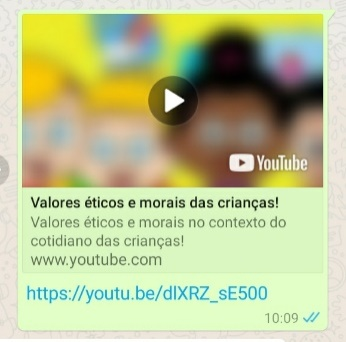 YouTube
Valores éticos e morais das crianças!
Valores éticos e morais no contexto do
cotidiano das crianças!
www.youtube.com
https://youtu.be/dlXRZ_sE500
10:09